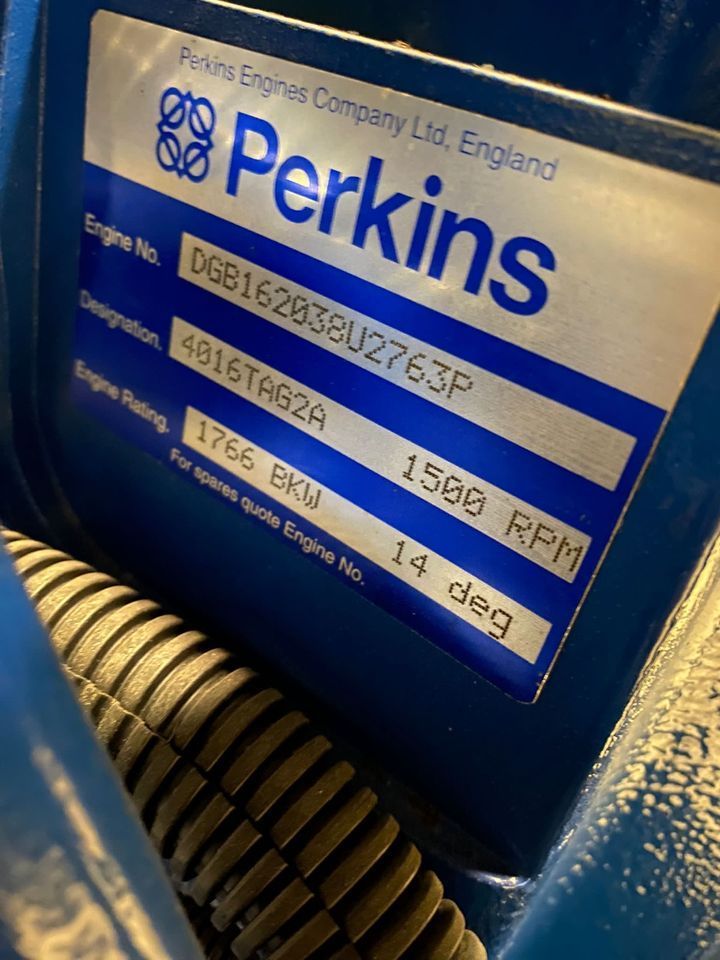 Perkins Engines Company Ltd, England
Perkins
Engine No. DGB162038U2763P
Designation. 4016TAG2A 1500 RPM
Engine Rating. 1766 BKW 14 deg
For spares quote Engine No.